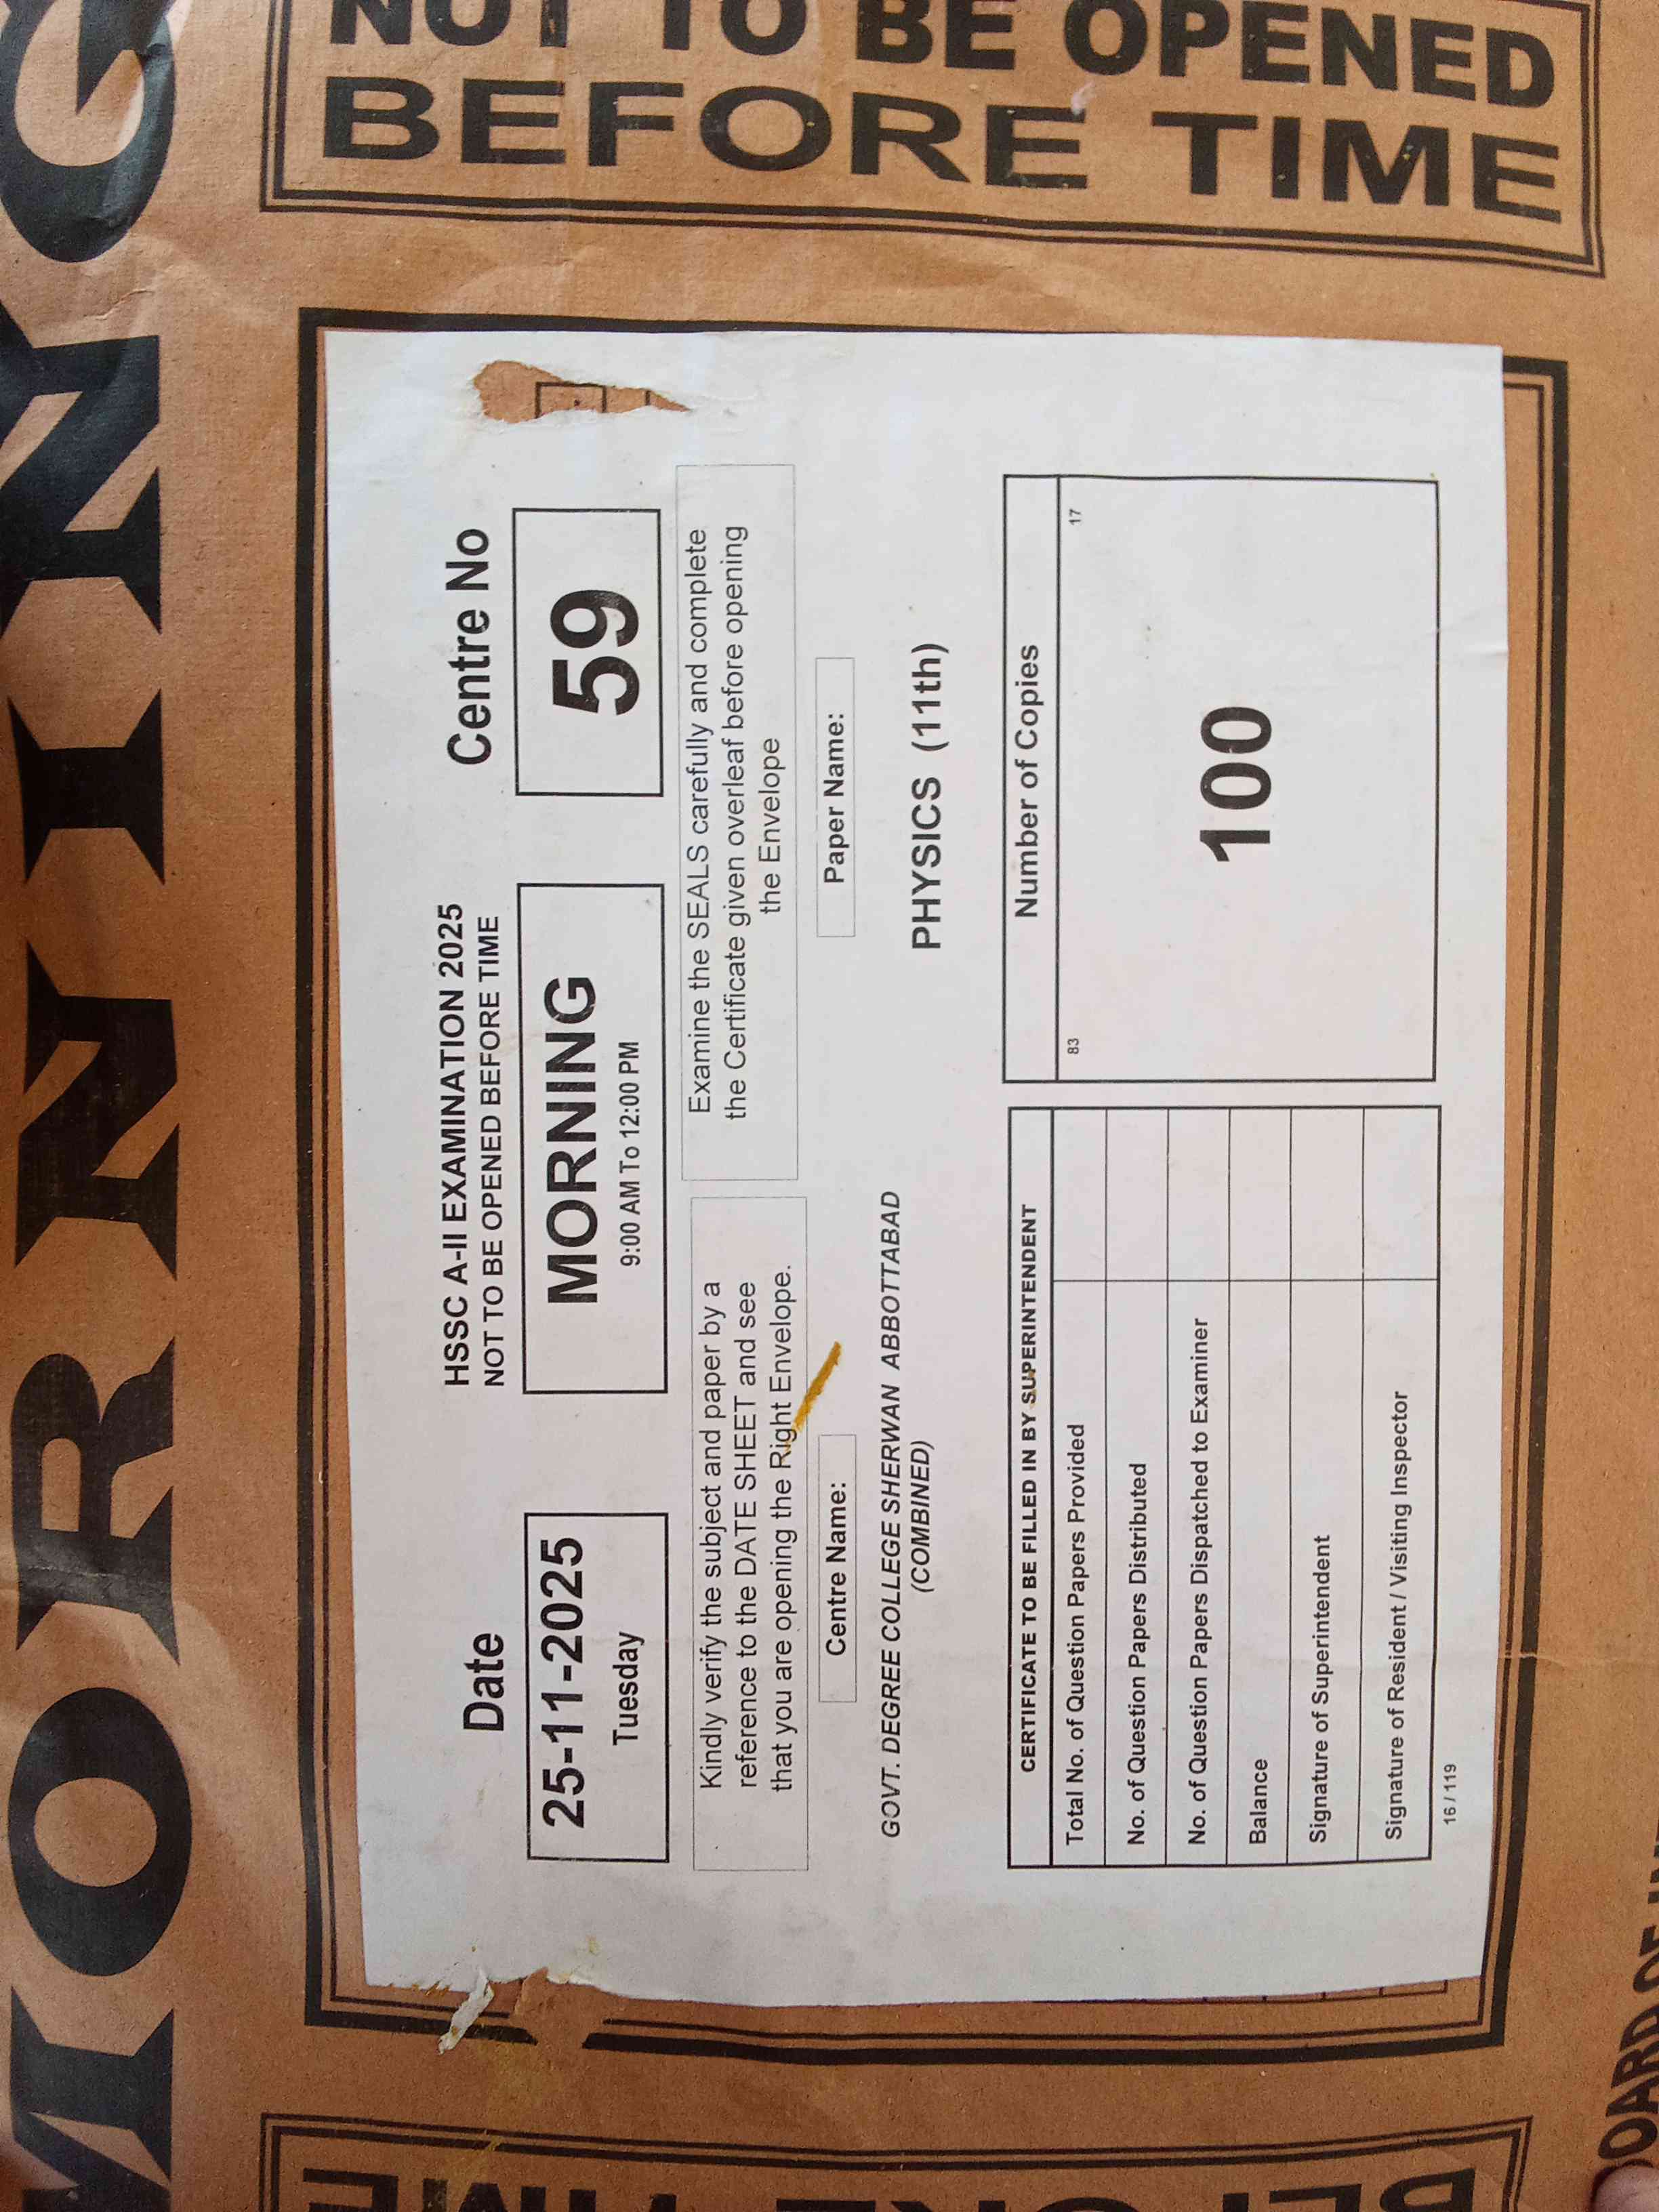 MORNING
NOT TO BE OPENED
BEFORE TIME
HSSC A-II EXAMINATION 2025
NOT TO BE OPENED BEFORE TIME
Date
25-11-2025
Tuesday
MORNING
9:00 AM To 12:00 PM
Centre No
59
Kindly verify the subject and paper by a
reference to the DATE SHEET and see
that you are opening the Right Envelope.
Examine the SEALS carefully and complete
the Certificate given overleaf before opening
the Envelope
Centre Name:
GOVT. DEGREE COLLEGE SHERWAN ABBOTTABAD
(COMBINED)
Paper Name:
PHYSICS (11th)
CERTIFICATE TO BE FILLED IN BY SUPERINTENDENT
Total No. of Question Papers Provided
No. of Question Papers Distributed
No. of Question Papers Dispatched to Examiner
Balance
Signature of Superintendent
Signature of Resident / Visiting Inspector
Number of Copies
83 17
100
16 / 119